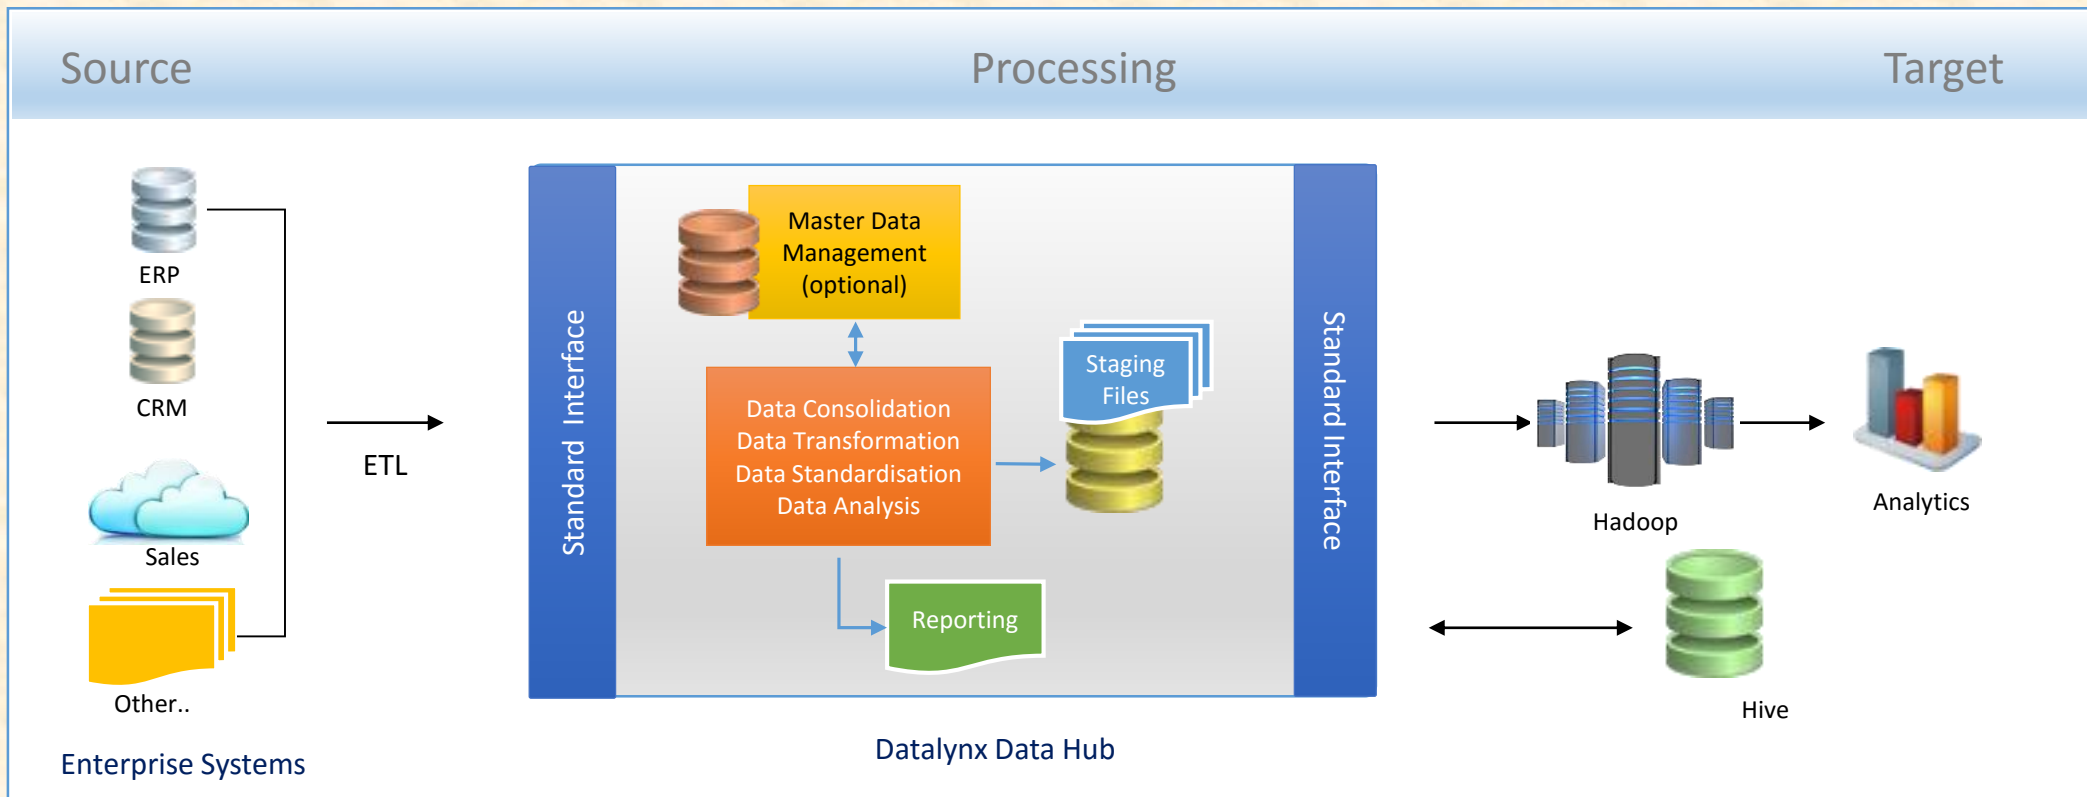 Source
Processing
Target
ERP
CRM
Sales
Other..
Enterprise Systems
ETL
Standard Interface
Master Data
Management
(optional)
Data Consolidation
Data Transformation
Data Standardisation
Data Analysis
Staging
Files
Reporting
Standard Interface
Datalynx Data Hub
Hadoop
Analytics
Hive